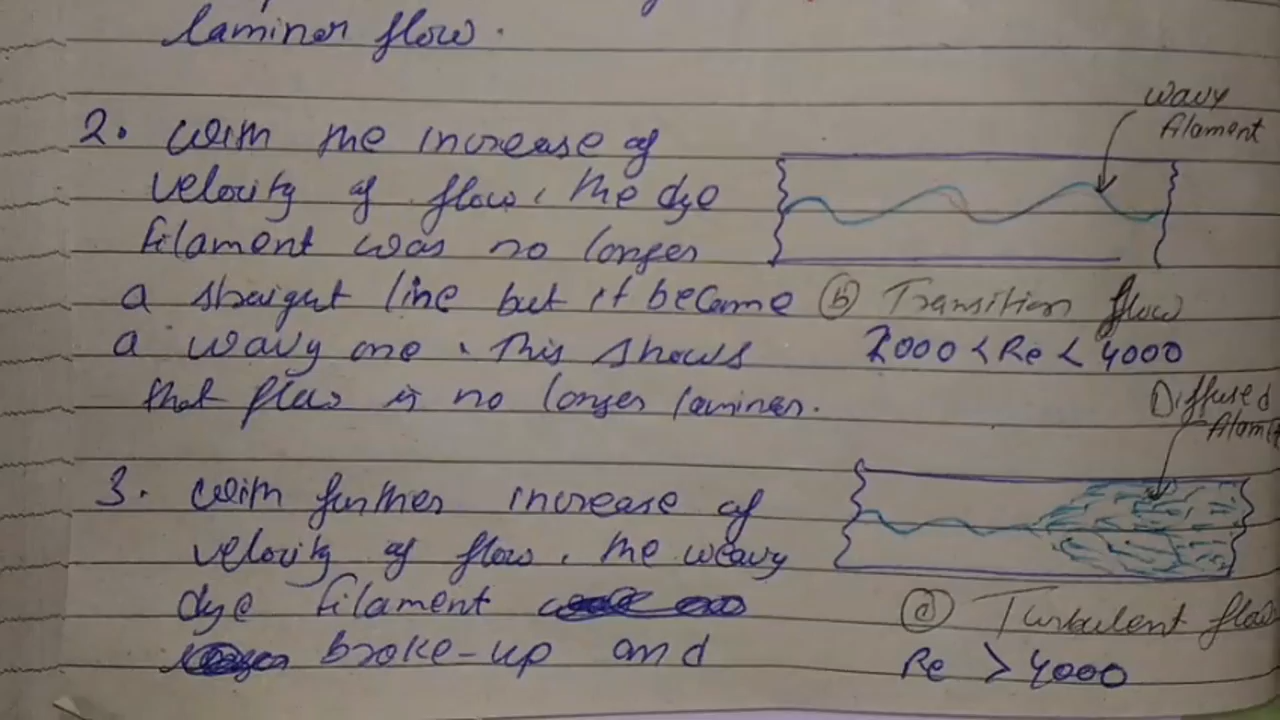 laminar flow.
2. With the increase of
velocity of flow, the dye
filament was no longer
a straight line but it became
a wavy one. This shows
that flow is no longer laminar.
wavy
filament
(b) Transition flow
2000 < Re < 4000
3. With further increase of
velocity of flow, the weavy
dye filament
broke-up and
Diffused
Turbulent flow
Re > 4000